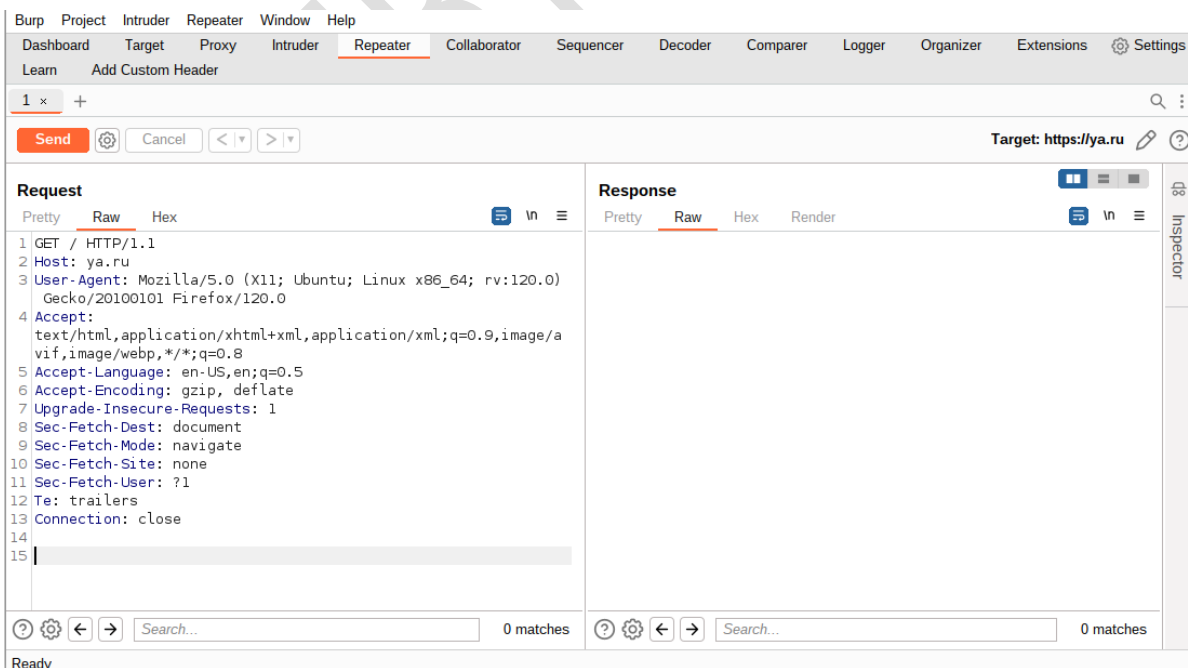 Burp Project Intruder Repeater Window Help
Dashboard Target Proxy Intruder Repeater Collaborator Sequencer Decoder Comparer Logger Organizer Extensions Settings
Learn Add Custom Header
1 × +
Send Cancel < > Target: https://ya.ru
Request
Pretty Raw Hex \n
1 GET / HTTP/1.1
2 Host: ya.ru
3 User-Agent: Mozilla/5.0 (X11; Ubuntu; Linux x86_64; rv:120.0)
Gecko/20100101 Firefox/120.0
4 Accept:
text/html,application/xhtml+xml,application/xml;q=0.9,image/a
vif,image/webp,*/*;q=0.8
5 Accept-Language: en-US,en;q=0.5
6 Accept-Encoding: gzip, deflate
7 Upgrade-Insecure-Requests: 1
8 Sec-Fetch-Dest: document
9 Sec-Fetch-Mode: navigate
10 Sec-Fetch-Site: none
11 Sec-Fetch-User: ?1
12 Te: trailers
13 Connection: close
14
15
Search... 0 matches
Response
Pretty Raw Hex Render \n
Search... 0 matches
Inspector
Ready